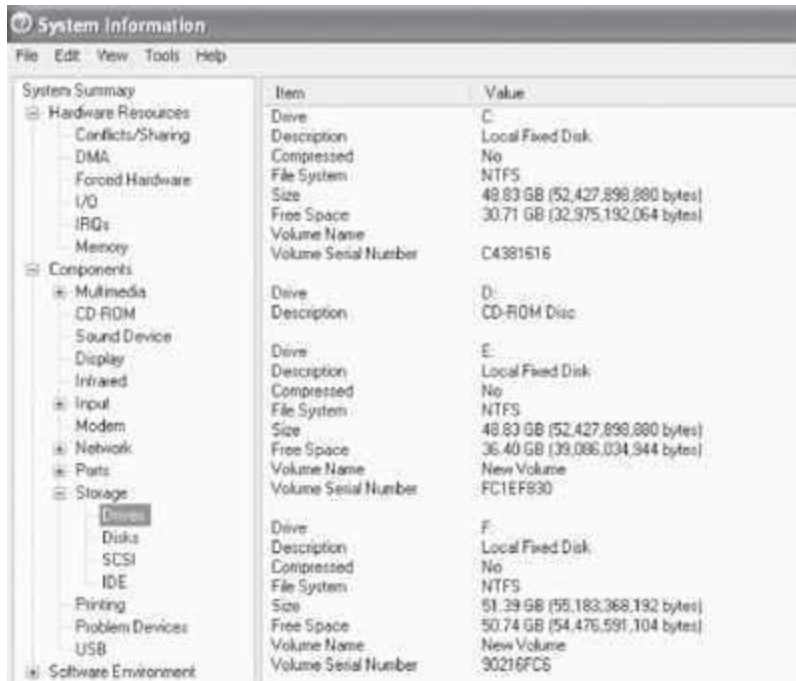 System Information
File Edit View Tools Help
System Summary
Hardware Resources
Conflicts/Sharing
DMA
Forced Hardware
I/O
IRQs
Memory
Components
Multimedia
CD-ROM
Sound Device
Display
Infrared
Input
Modem
Network
Ports
Storage
Drives
Disks
SCSI
IDE
Printing
Problem Devices
USB
Software Environment
Item Value
Drive C:
Description Local Fixed Disk
Compressed No
File System NTFS
Size 48.83 GB (52,427,898,880 bytes)
Free Space 30.71 GB (32,975,192,064 bytes)
Volume Name
Volume Serial Number C4381616
Drive D:
Description CD-ROM Disc
Drive E:
Description Local Fixed Disk
Compressed No
File System NTFS
Size 48.83 GB (52,427,898,880 bytes)
Free Space 36.40 GB (39,086,034,944 bytes)
Volume Name New Volume
Volume Serial Number FC1EF830
Drive F:
Description Local Fixed Disk
Compressed No
File System NTFS
Size 51.39 GB (55,183,368,192 bytes)
Free Space 50.74 GB (54,476,591,104 bytes)
Volume Name New Volume
Volume Serial Number 90216FC6